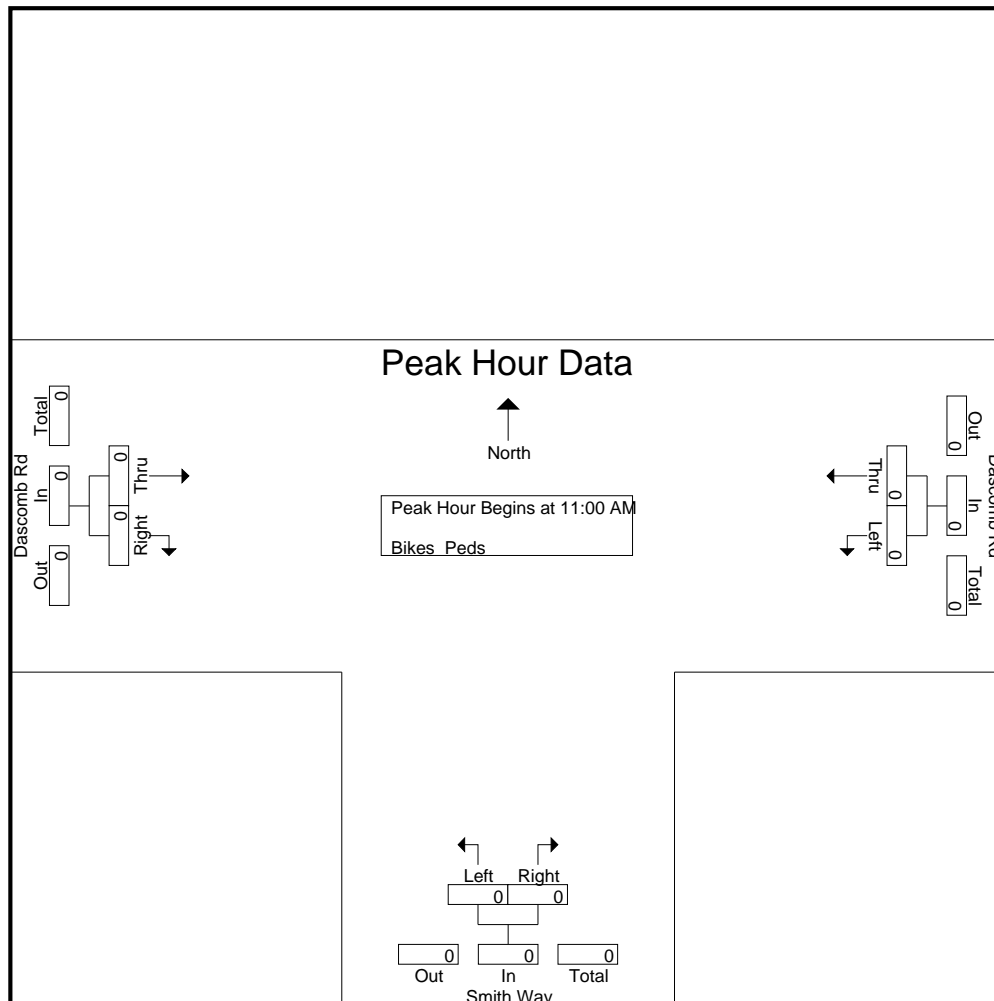 Peak Hour Data
North
Peak Hour Begins at 11:00 AM
Bikes Peds
Dascomb Rd
Total
0
In
0
Out
0
0
Thru
0
Right
Out
0
In
0
Total
0
Dascomb Rd
Thru
0
Left
0
Left Right
0 0
0 0 0
Out In Total
Smith Way